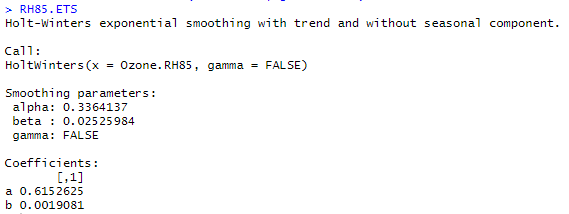 > RH85.ETS
Holt-Winters exponential smoothing with trend and without seasonal component.
Call:
HoltWinters(x = Ozone.RH85, gamma = FALSE)
Smoothing parameters:
alpha: 0.3364137
beta : 0.02525984
gamma: FALSE
Coefficients:
[,1]
a 0.6152625
b 0.0019081